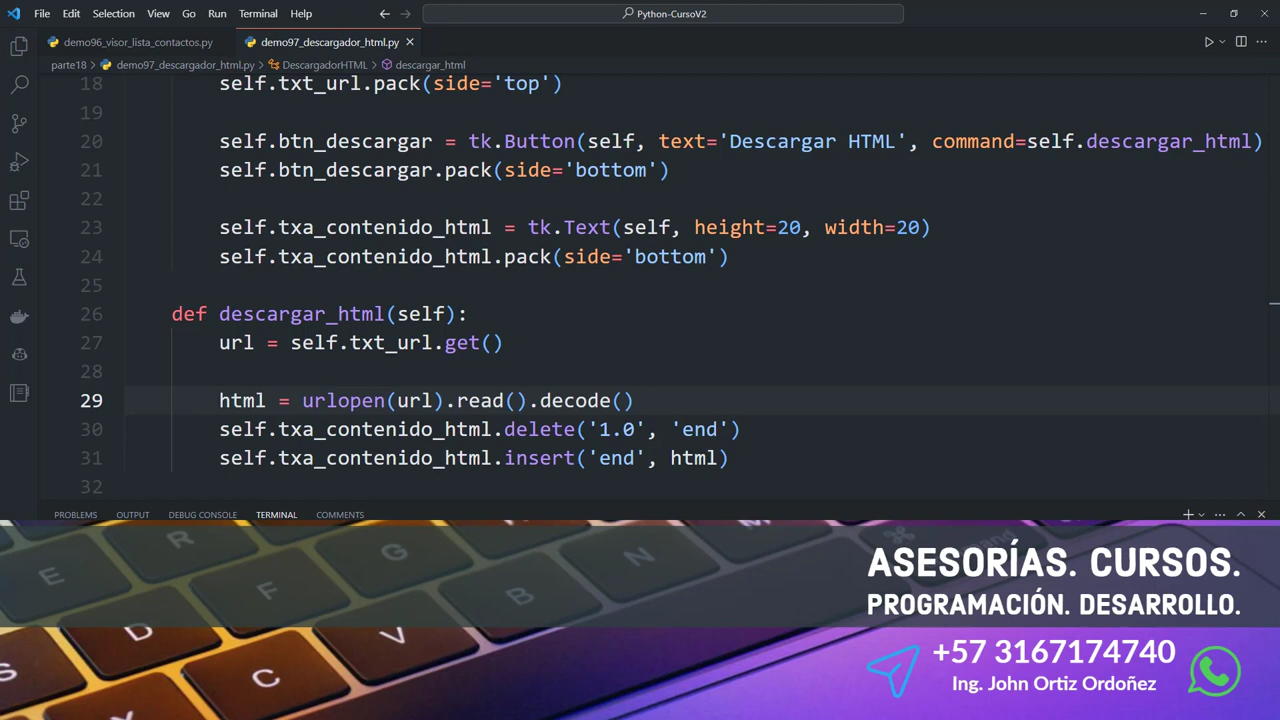 File Edit Selection View Go Run Terminal Help Python-CursoV2
demo96_visor_lista_contactos.py demo97_descargador_html.py
parte18 > demo97_descargador_html.py > DescargadorHTML > descargar_html
18 self.txt_url.pack(side='top')
19
20 self.btn_descargar = tk.Button(self, text='Descargar HTML', command=self.descargar_html)
21 self.btn_descargar.pack(side='bottom')
22
23 self.txa_contenido_html = tk.Text(self, height=20, width=20)
24 self.txa_contenido_html.pack(side='bottom')
25
26 def descargar_html(self):
27 url = self.txt_url.get()
28
29 html = urlopen(url).read().decode()
30 self.txa_contenido_html.delete('1.0', 'end')
31 self.txa_contenido_html.insert('end', html)
32
PROBLEMS OUTPUT DEBUG CONSOLE TERMINAL COMMENTS
E R F G B N D C V M S
ASESORÍAS. CURSOS.
PROGRAMACIÓN. DESARROLLO.
+57 3167174740
Ing. John Ortiz Ordoñez